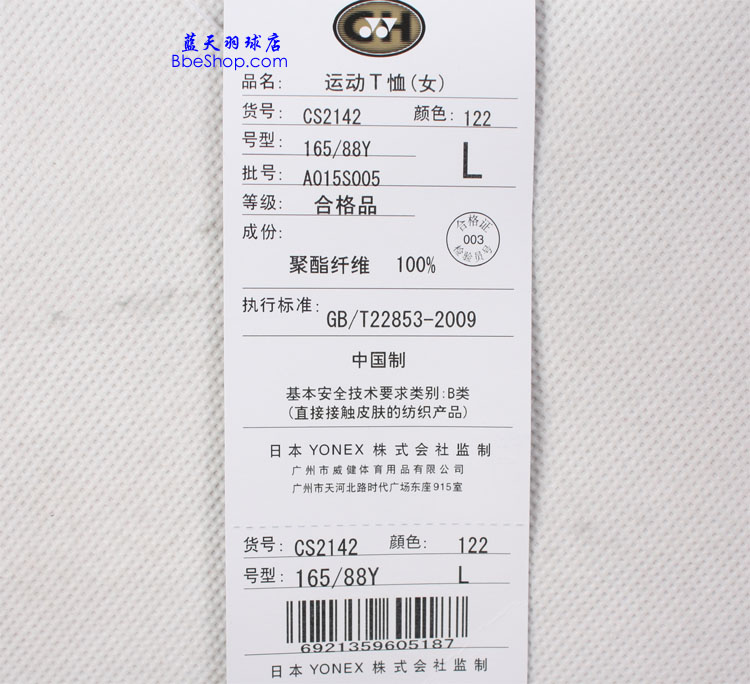 CH
蓝天羽球店
BbeShop.com
品名: 运动T恤(女)
货号: CS2142 颜色: 122
号型: 165/88Y L
批号: A015S005
等级: 合格品
成份:
合格证
003
检验员号
聚酯纤维 100%
执行标准: GB/T22853-2009
中国制
基本安全技术要求类别:B类
(直接接触皮肤的纺织产品)
日本 YONEX 株式会社监制
广州市威健体育用品有限公司
广州市天河北路时代广场东座915室
货号: CS2142 顔色: 122
号型: 165/88Y L
6921359605187
日本 YONEX 株式会社监制